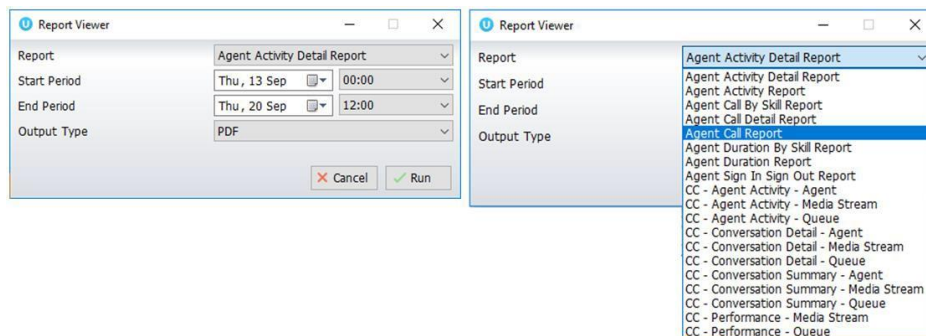 Report Viewer
Report
Agent Activity Detail Report
Start Period
Thu , 13 Sep
00:00
End Period
Thu , 20 Sep
12:00
Output Type
PDF
Cancel
Run
Report Viewer
Report
Agent Activity Detail Report
Start Period
End Period
Output Type
Agent Activity Detail Report
Agent Activity Report
Agent Call By Skill Report
Agent Call Detail Report
Agent Call Report
Agent Duration By Skill Report
Agent Duration Report
Agent Sign In Sign Out Report
CC - Agent Activity - Agent
CC - Agent Activity - Media Stream
CC - Agent Activity - Queue
CC - Conversation Detail - Agent
CC - Conversation Detail - Media Stream
CC - Conversation Detail - Queue
CC - Conversation Summary - Agent
CC - Conversation Summary - Media Stream
CC - Conversation Summary - Queue
CC - Performance - Media Stream
CC - Performance - Queue